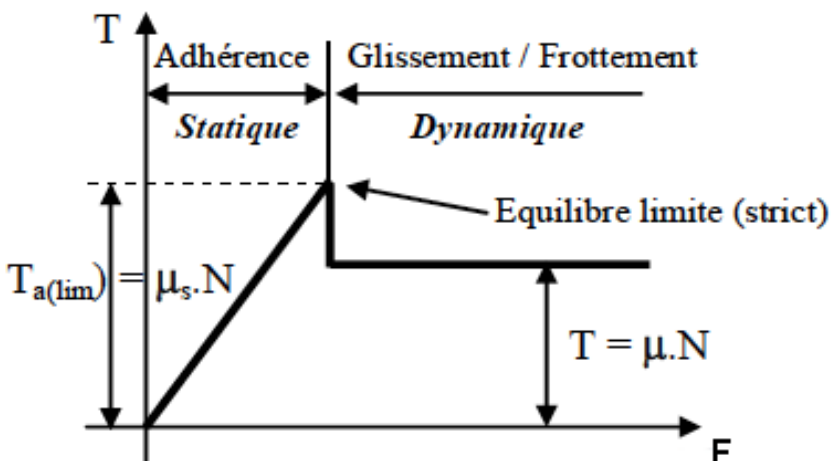 T
Adhérence Glissement / Frottement
Statique Dynamique
Equilibre limite (strict)
Ta(lim) = μs.N
T = μ.N
F